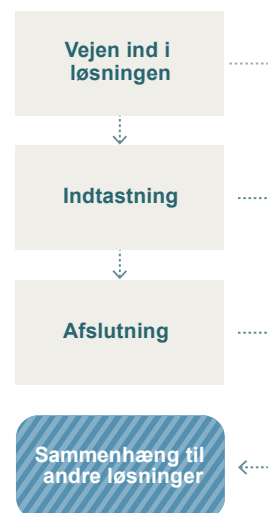 Vejen ind i
løsningen
Indtastning
Afslutning
Sammenhæng til
andre løsninger